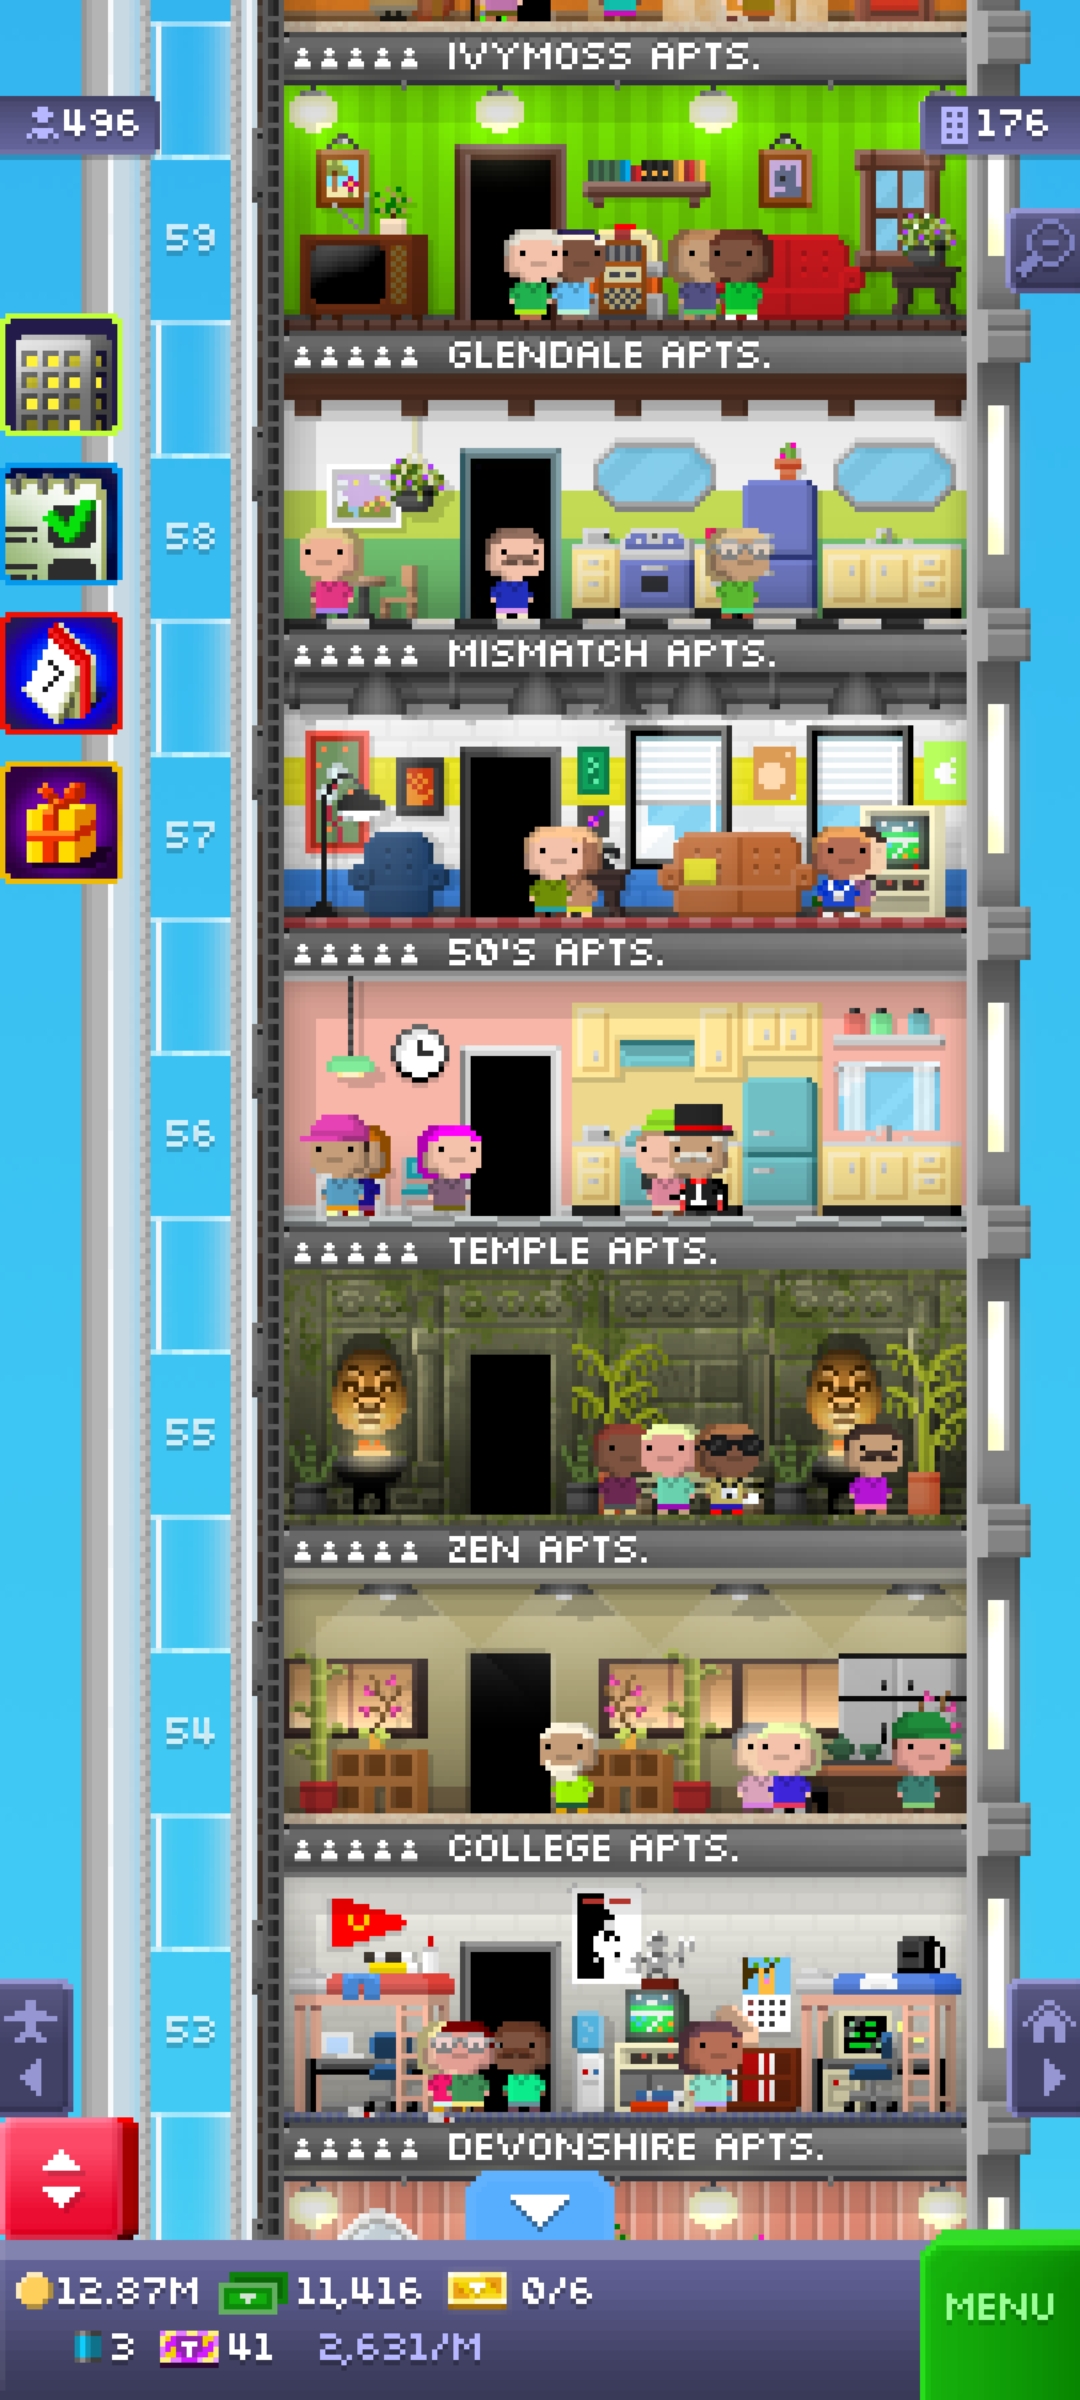 IVYMOSS APTS.
496
176
59
GLENDALE APTS.
58
MISMATCH APTS.
57
50'S APTS.
56
TEMPLE APTS.
55
ZEN APTS.
54
COLLEGE APTS.
53
DEVONSHIRE APTS.
12.87M 11,416 0/6
MENU
3 T 41 2,631/M